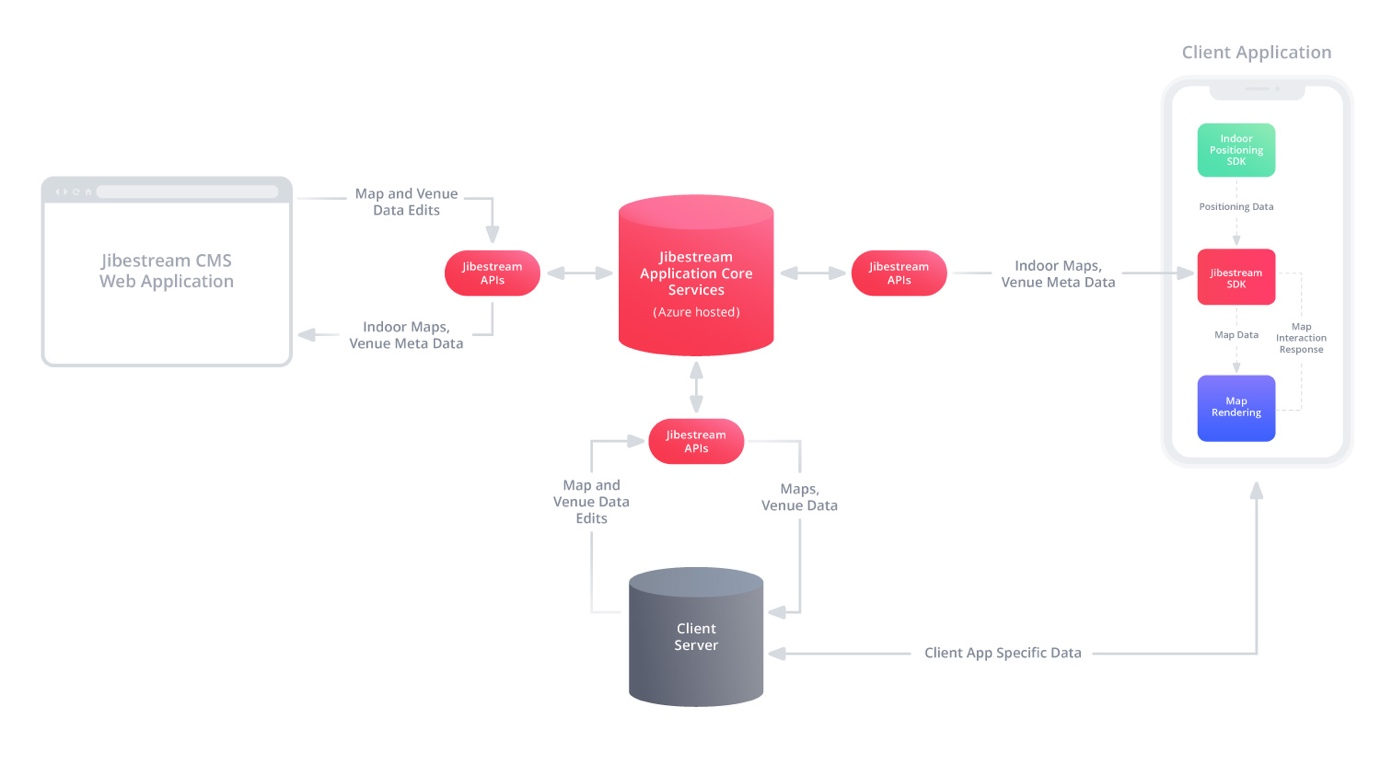 Client Application
Indoor
Positioning
SDK
Positioning Data
Jibestream
SDK
Map Data
Map
Interaction
Response
Map
Rendering
Jibestream CMS
Web Application
Map and Venue
Data Edits
Jibestream
APIs
Indoor Maps,
Venue Meta Data
Jibestream
Application Core
Services
(Azure hosted)
Jibestream
APIs
Indoor Maps,
Venue Meta Data
Jibestream
APIs
Map and
Venue Data
Edits
Maps,
Venue Data
Client
Server
Client App Specific Data